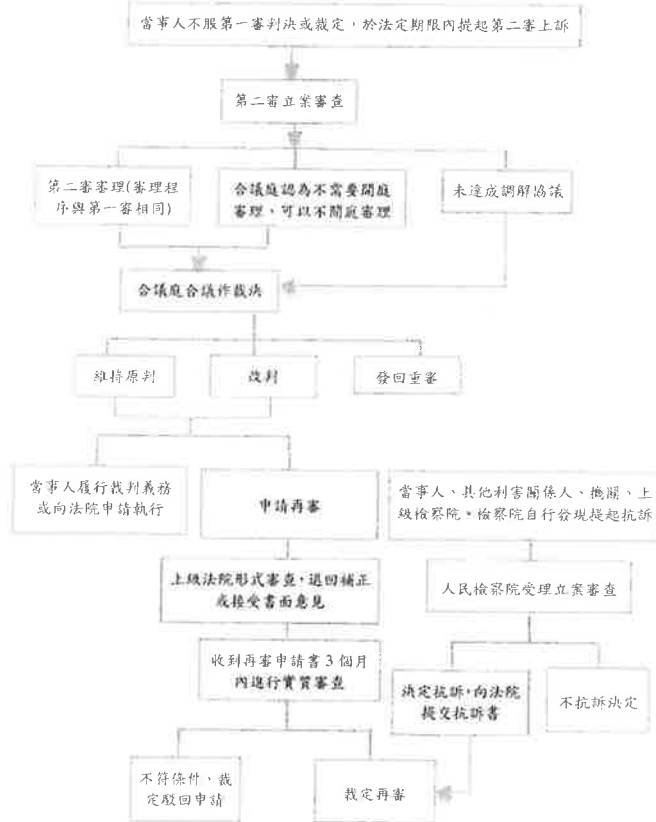 當事人不服第一審判決或裁定，於法定期限內提起第二審上訴
第二審立案審查
第二審審理(審理程
序與第一審相同)
合議庭認為不需要開庭
審理、可以不開庭審理
未達成調解協議
合議庭合議作裁決
維持原判
改判
發回重審
當事人履行裁判義務
或向法院申請執行
申請再審
當事人、其他利害關係人、機關、上
級檢察院。檢察院自行發現提起抗訴
上級法院形式審查，退回補正
或接受書面意見
人民檢察院受理立案審查
收到再審申請書 3 個月
內進行實質審查
決定抗訴，向法院
提交抗訴書
不抗訴決定
不符條件、裁
定駁回申請
裁定再審